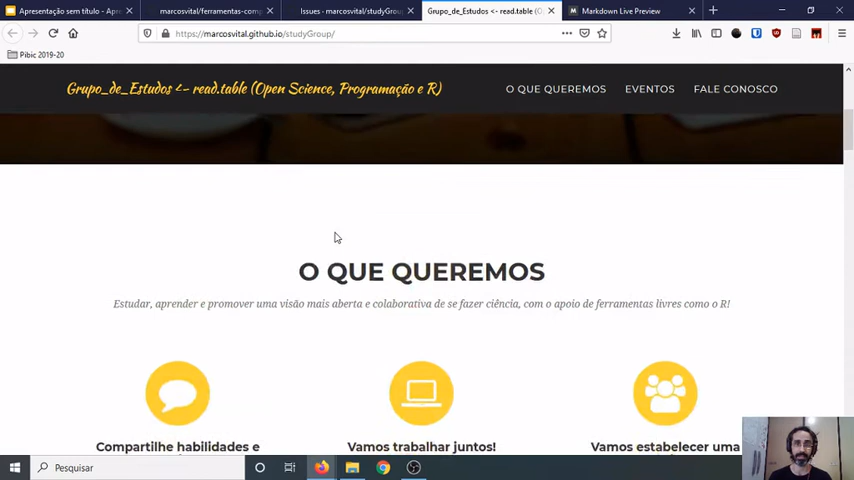 Apresentação sem título - Apr
marcosvital/ferramentas-comp
Issues - marcosvital/studyGrou
Grupo_de_Estudos <- read.table (O
Markdown Live Preview
https://marcosvital.github.io/studyGroup/
Pibic 2019-20
Grupo_de_Estudos <- read.table (Open Science, Programação e R)
O QUE QUEREMOS
EVENTOS
FALE CONOSCO
O QUE QUEREMOS
Estudar, aprender e promover uma visão mais aberta e colaborativa de se fazer ciência, com o apoio de ferramentas livres como o R!
Compartilhe habilidades e
Vamos trabalhar juntos!
Vamos estabelecer uma
Pesquisar